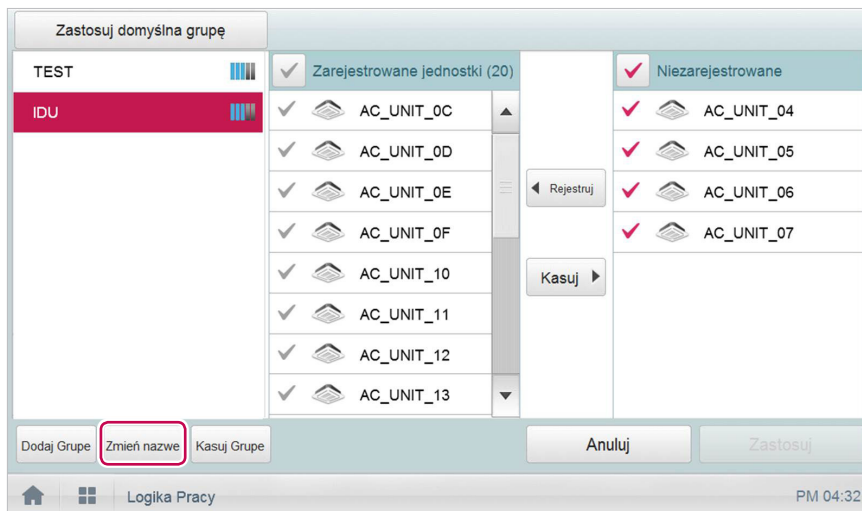 Zastosuj domyślna grupę
TEST
IDU
Zarejestrowane jednostki (20)
AC_UNIT_0C
AC_UNIT_0D
AC_UNIT_0E
AC_UNIT_0F
AC_UNIT_10
AC_UNIT_11
AC_UNIT_12
AC_UNIT_13
Rejestruj
Kasuj
Niezarejestrowane
AC_UNIT_04
AC_UNIT_05
AC_UNIT_06
AC_UNIT_07
Dodaj Grupe
Zmień nazwe
Kasuj Grupe
Anuluj
Zastosuj
Logika Pracy
PM 04:32